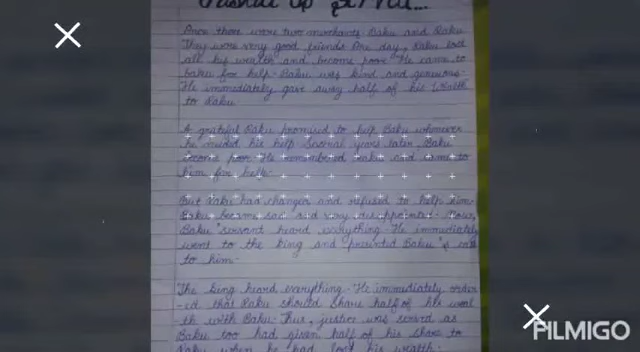 Once there were two merchants, Baku and Raku
They were very good friends. One day, Raku lost
all his wealth and become poor. He came to
baku for help. Baku was kind and generous.
He immediately gave away half of his wealth
to Raku.
A grateful Raku promised to help Baku whenever
he needed his help. Several years later, Baku
become poor. He remembered Raku and came to
him for help.
But Raku had changed and refused to help him.
Baku became sad and very disappointed.
Baku's servant heard everything. He immediately
went to the king and presented Baku's
to him.
The king heard everything. He immediately order
-ed that Raku should share half of his weal
-th with Baku. Thus, justice was served as
Baku too had given half of his share to
Raku when he had lost his wealth.
FILMIGO